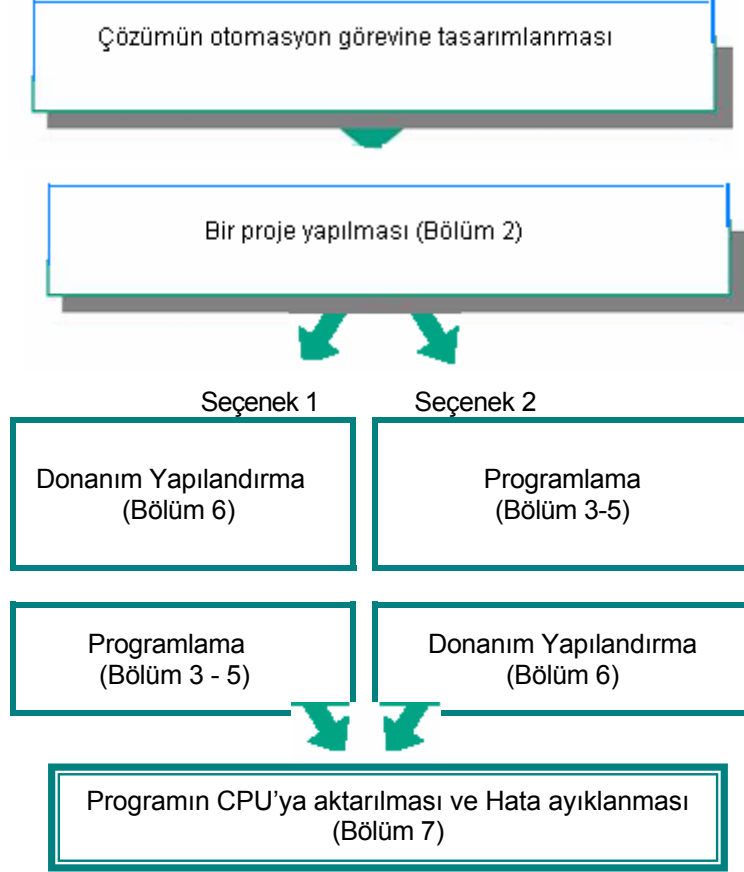 Çözümün otomasyon görevine tasarımlanması
Bir proje yapılması (Bölüm 2)
Seçenek 1
Seçenek 2
Donanım Yapılandırma
(Bölüm 6)
Programlama
(Bölüm 3-5)
Programlama
(Bölüm 3 - 5)
Donanım Yapılandırma
(Bölüm 6)
Programın CPU’ya aktarılması ve Hata ayıklanması
(Bölüm 7)